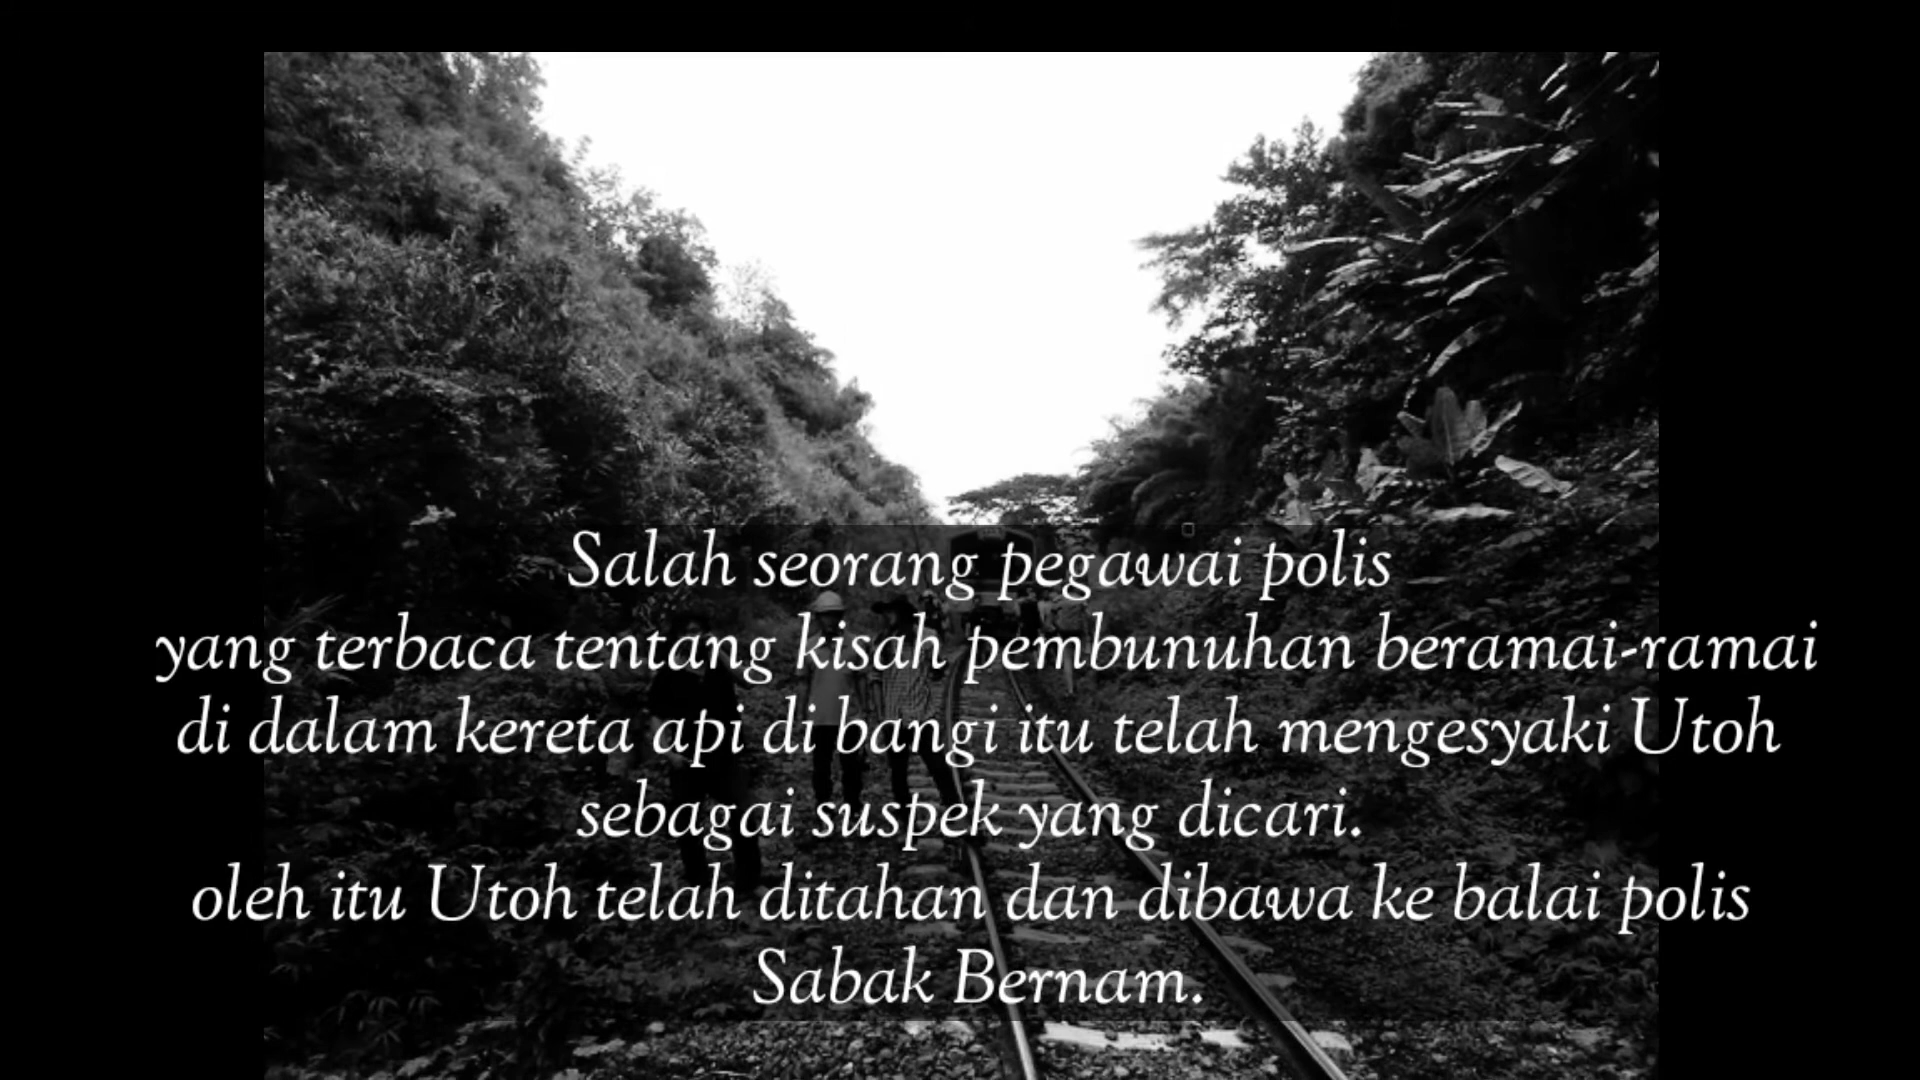 Salah seorang pegawai polis
yang terbaca tentang kisah pembunuhan beramai-ramai
di dalam kereta api di bangi itu telah mengesyaki Utoh
sebagai suspek yang dicari.
oleh itu Utoh telah ditahan dan dibawa ke balai polis
Sabak Bernam.